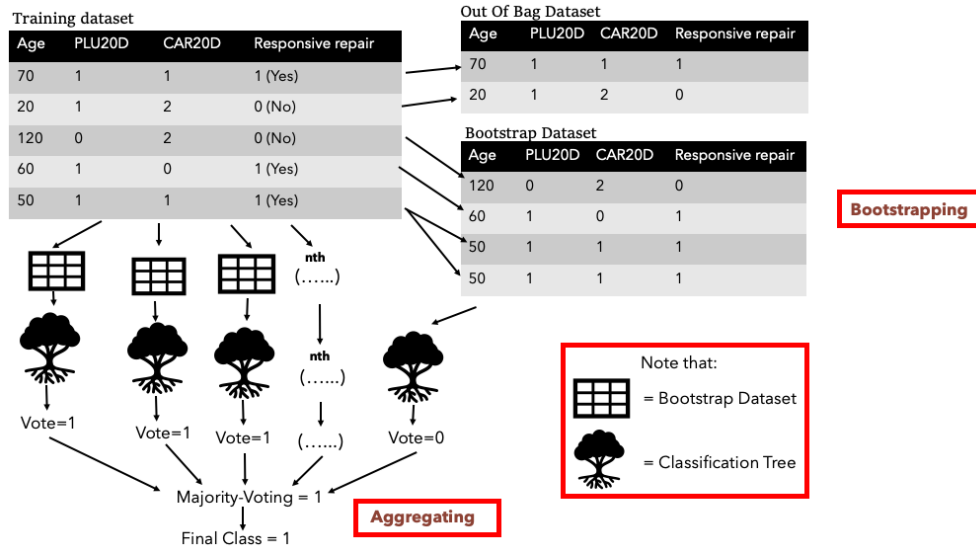 Training dataset
Age PLU20D CAR20D Responsive repair
70 1 1 1 (Yes)
20 1 2 0 (No)
120 0 2 0 (No)
60 1 0 1 (Yes)
50 1 1 1 (Yes)
Out Of Bag Dataset
Age PLU20D CAR20D Responsive repair
70 1 1 1
20 1 2 0
Bootstrap Dataset
Age PLU20D CAR20D Responsive repair
120 0 2 0
60 1 0 1
50 1 1 1
50 1 1 1
Bootstrapping
nth
(…...)
nth
(…...)
Vote=1
Vote=1
Vote=1
(…...)
Vote=0
Majority-Voting = 1
Aggregating
Final Class = 1
Note that:
= Bootstrap Dataset
= Classification Tree